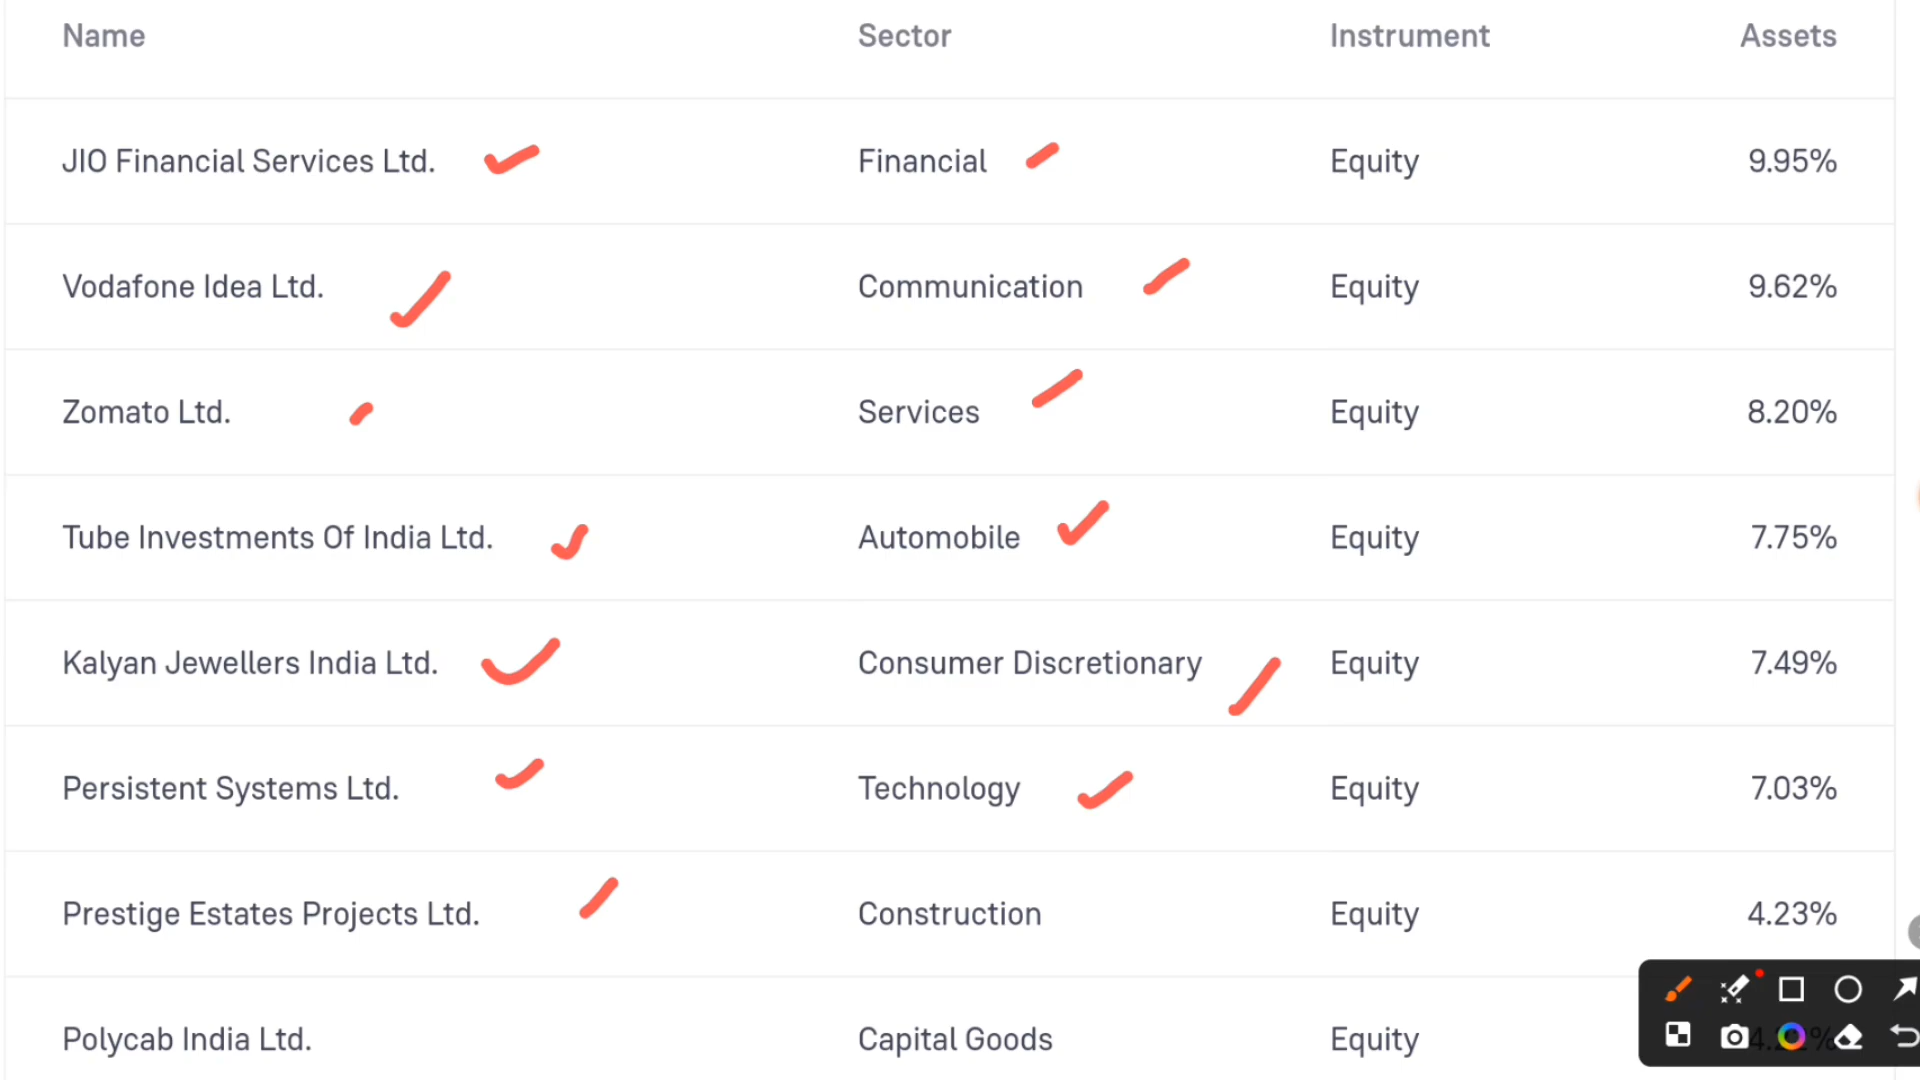 Name Sector Instrument Assets
JIO Financial Services Ltd. Financial Equity 9.95%
Vodafone Idea Ltd. Communication Equity 9.62%
Zomato Ltd. Services Equity 8.20%
Tube Investments Of India Ltd. Automobile Equity 7.75%
Kalyan Jewellers India Ltd. Consumer Discretionary Equity 7.49%
Persistent Systems Ltd. Technology Equity 7.03%
Prestige Estates Projects Ltd. Construction Equity 4.23%
Polycab India Ltd. Capital Goods Equity